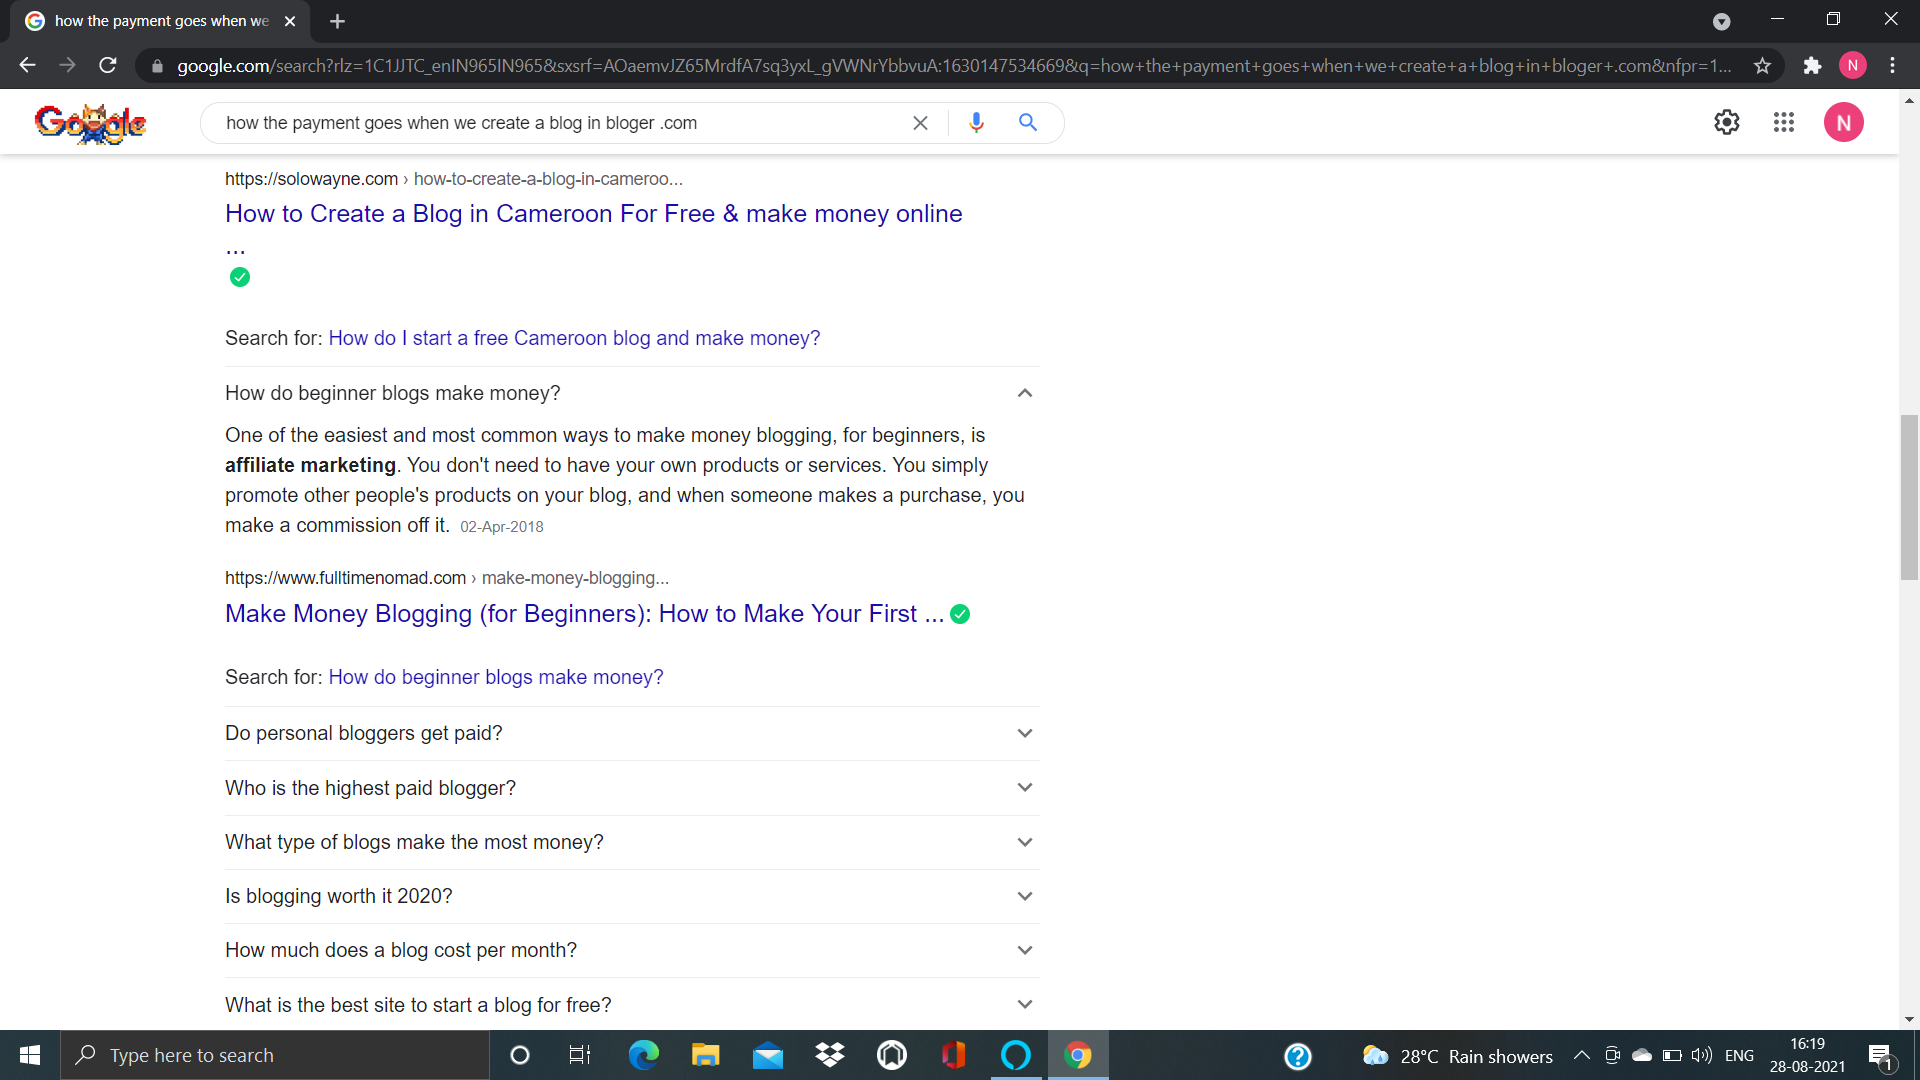 how the payment goes when we
google.com/search?rlz=1C1JJTC_enIN965IN965&sxsrf=AOaemvJZ65MrdfA7sq3yxL_gVWNrYbbvuA:1630147534669&q=how+the+payment+goes+when+we+create+a+blog+in+bloger+.com&nfpr=1...
N
Google
how the payment goes when we create a blog in bloger .com
N
https://solowayne.com › how-to-create-a-blog-in-cameroo...
How to Create a Blog in Cameroon For Free & make money online
...
Search for: How do I start a free Cameroon blog and make money?
How do beginner blogs make money?
One of the easiest and most common ways to make money blogging, for beginners, is
affiliate marketing. You don't need to have your own products or services. You simply
promote other people's products on your blog, and when someone makes a purchase, you
make a commission off it. 02-Apr-2018
https://www.fulltimenomad.com › make-money-blogging...
Make Money Blogging (for Beginners): How to Make Your First ...
Search for: How do beginner blogs make money?
Do personal bloggers get paid?
Who is the highest paid blogger?
What type of blogs make the most money?
Is blogging worth it 2020?
How much does a blog cost per month?
What is the best site to start a blog for free?
Type here to search
28°C Rain showers
ENG
16:19
28-08-2021
1